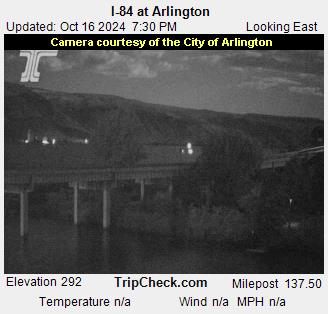 I-84 at Arlington
Updated: Oct 16 2024 7:30 PM Looking East
Camera courtesy of the City of Arlington
Elevation 292 TripCheck.com Milepost 137.50
Temperature n/a Wind n/a MPH n/a